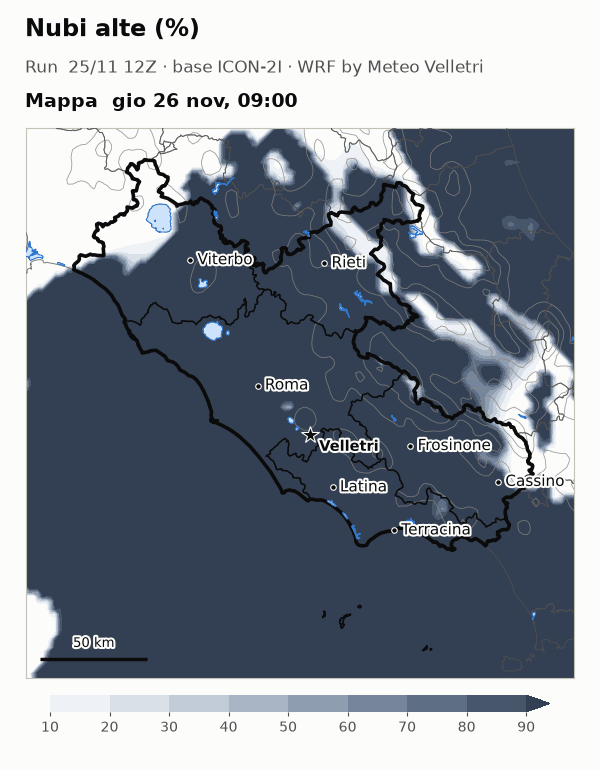 Nubi alte (%)
Run 25/11 12Z · base ICON-2I · WRF by Meteo Velletri
Mappa gio 26 nov, 09:00
Viterbo
Rieti
Roma
Velletri
Frosinone
Latina
Cassino
Terracina
50 km
10 20 30 40 50 60 70 80 90